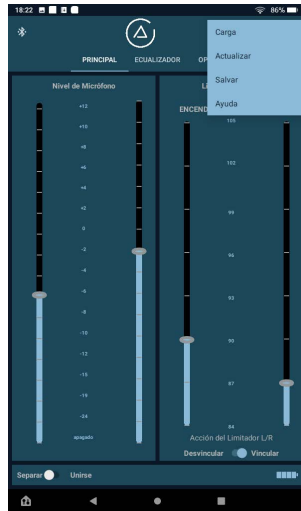 18:22
86%
Carga
Actualizar
Salvar
Ayuda
PRINCIPAL
ECUALIZADOR
OP
Nivel de Micrófono
+12
+10
+8
+6
+4
+2
0
-2
-4
-6
-8
-10
-12
-15
-19
-24
apagado
Li
ENCEND
105
102
99
96
93
90
87
84
Acción del Limitador L/R
Desvincular
Vincular
Separar
Unirse